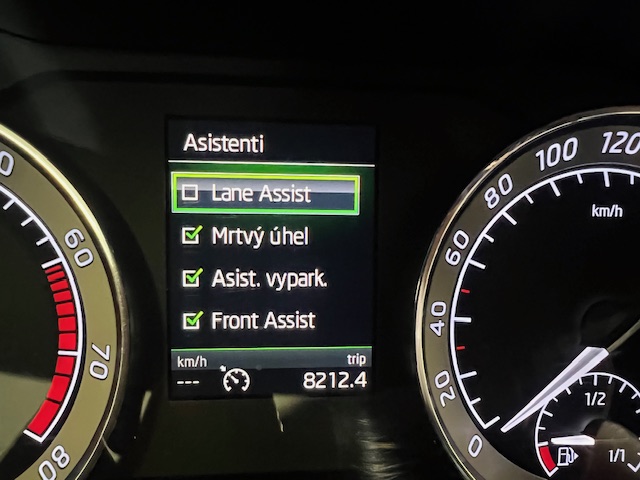 Asistenti
Lane Assist
Mrtvý úhel
Asist. vypark.
Front Assist
km/h trip
--- 8212.4
60
70
80
0
20
40
60
80
100
120
km/h
1/2
1/1